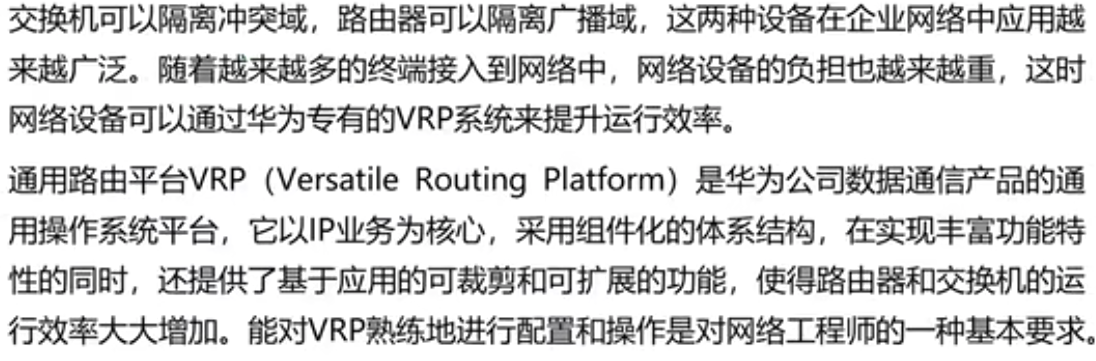 交换机可以隔离冲突域，路由器可以隔离广播域，这两种设备在企业网络中应用越
来越广泛。随着越来越多的终端接入到网络中，网络设备的负担也越来越重，这时
网络设备可以通过华为专有的VRP系统来提升运行效率。
通用路由平台VRP（Versatile Routing Platform）是华为公司数据通信产品的通
用操作系统平台，它以IP业务为核心，采用组件化的体系结构，在实现丰富功能特
性的同时，还提供了基于应用的可裁剪和可扩展的功能，使得路由器和交换机的运
行效率大大增加。能对VRP熟练地进行配置和操作是对网络工程师的一种基本要求。